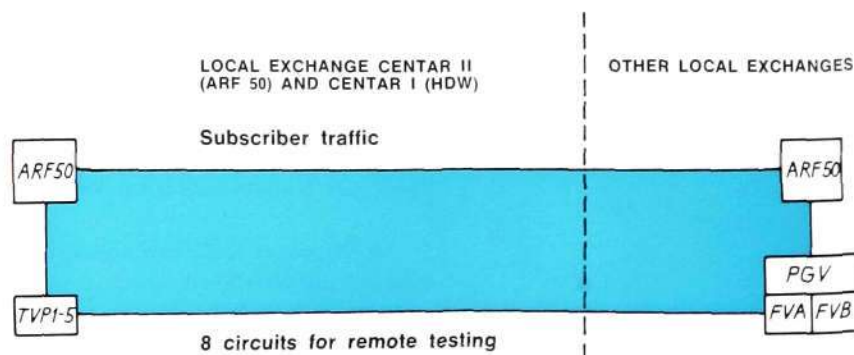 LOCAL EXCHANGE CENTAR II
(ARF 50) AND CENTAR I (HDW)
OTHER LOCAL EXCHANGES
Subscriber traffic
ARF50
ARF50
PGV
TVP1-5
FVA FVB
8 circuits for remote testing